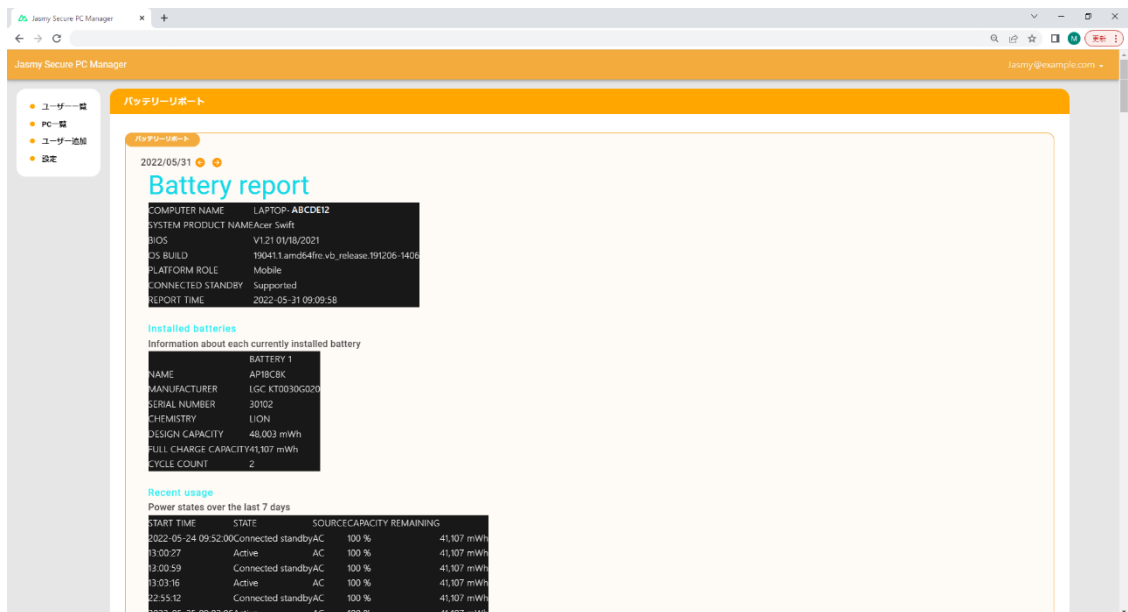 Jasmy Secure PC Manager
更新
Jasmy Secure PC Manager
Jasmy@example.com
ユーザー一覧
PC一覧
ユーザー追加
設定
バッテリーリポート
バッテリーリポート
2022/05/31
Battery report
COMPUTER NAME LAPTOP- ABCDE12
SYSTEM PRODUCT NAME Acer Swift
BIOS V1.21 01/18/2021
OS BUILD 19041.1.amd64fre.vb_release.191206-1406
PLATFORM ROLE Mobile
CONNECTED STANDBY Supported
REPORT TIME 2022-05-31 09:09:58
Installed batteries
Information about each currently installed battery
BATTERY 1
NAME AP18C8K
MANUFACTURER LGC KT0030G020
SERIAL NUMBER 30102
CHEMISTRY LION
DESIGN CAPACITY 48,003 mWh
FULL CHARGE CAPACITY 41,107 mWh
CYCLE COUNT 2
Recent usage
Power states over the last 7 days
START TIME STATE SOURCE CAPACITY REMAINING
2022-05-24 09:52:00 Connected standby AC 100 % 41,107 mWh
13:00:27 Active AC 100 % 41,107 mWh
13:00:59 Connected standby AC 100 % 41,107 mWh
13:03:16 Active AC 100 % 41,107 mWh
22:55:12 Connected standby AC 100 % 41,107 mWh